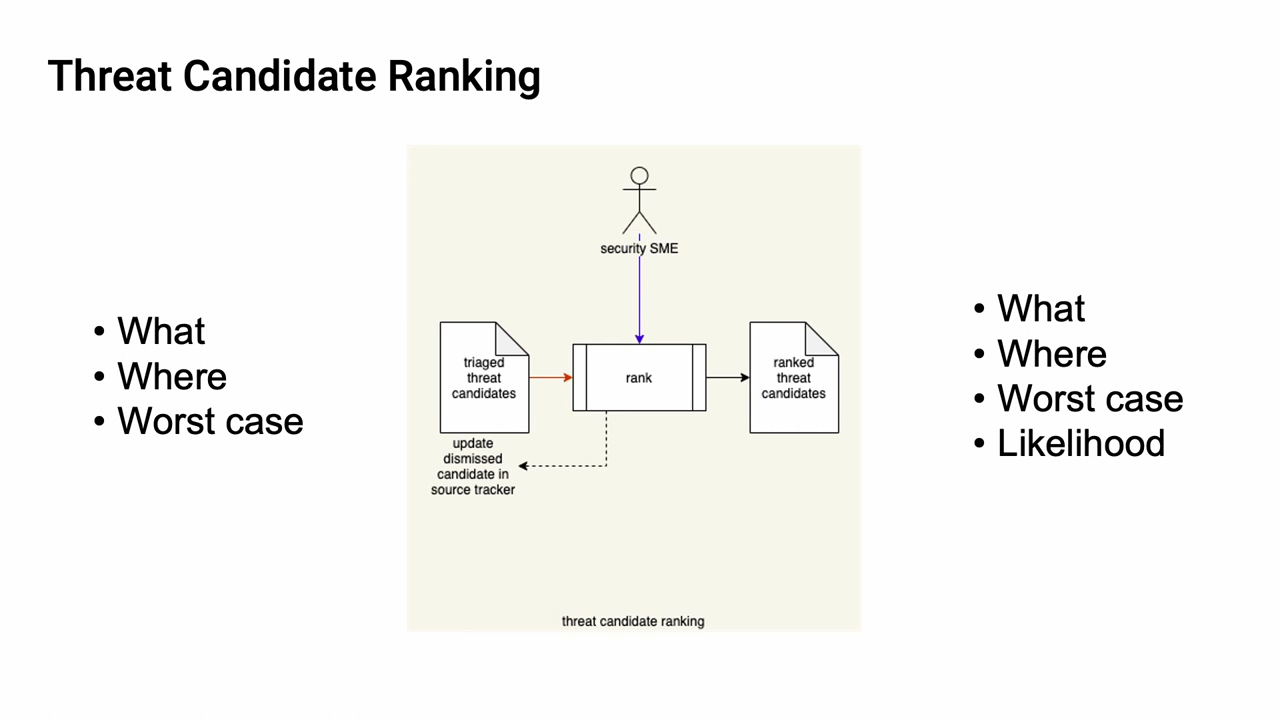 Threat Candidate Ranking
• What
• Where
• Worst case
security SME
triaged
threat
candidates
rank
ranked
threat
candidates
update
dismissed
candidate in
source tracker
threat candidate ranking
• What
• Where
• Worst case
• Likelihood